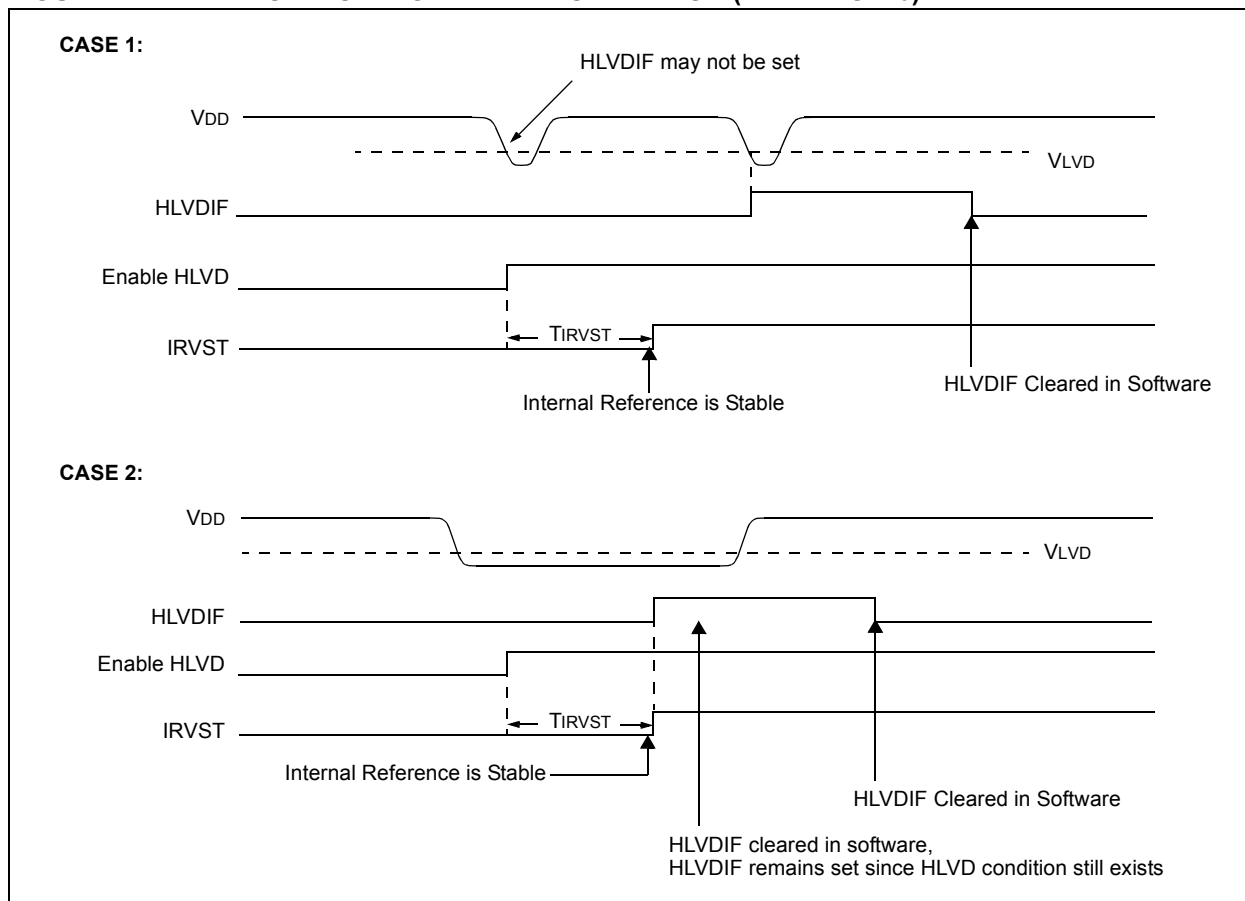 CASE 1:
HLVDIF may not be set
VDD
VLVD
HLVDIF
Enable HLVD
TIRVST
IRVST
HLVDIF Cleared in Software
Internal Reference is Stable
CASE 2:
VDD
VLVD
HLVDIF
Enable HLVD
TIRVST
IRVST
Internal Reference is Stable
HLVDIF Cleared in Software
HLVDIF cleared in software,
HLVDIF remains set since HLVD condition still exists